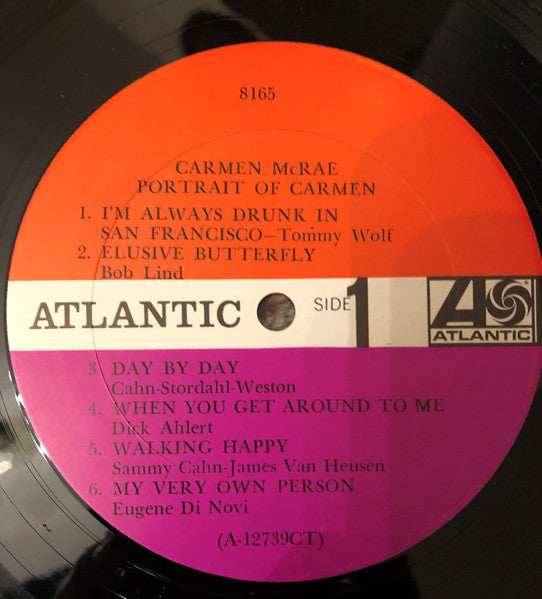 8165
CARMEN McRAE
PORTRAIT OF CARMEN
1. I'M ALWAYS DRUNK IN
SAN FRANCISCO—Tommy Wolf
2. ELUSIVE BUTTERFLY
Bob Lind
ATLANTIC
SIDE 1
ATLANTIC
3. DAY BY DAY
Cahn-Stordahl-Weston
4. WHEN YOU GET AROUND TO ME
Dick Ahlert
5. WALKING HAPPY
Sammy Cahn-James Van Heusen
6. MY VERY OWN PERSON
Eugene Di Novi
(A-12739CT)